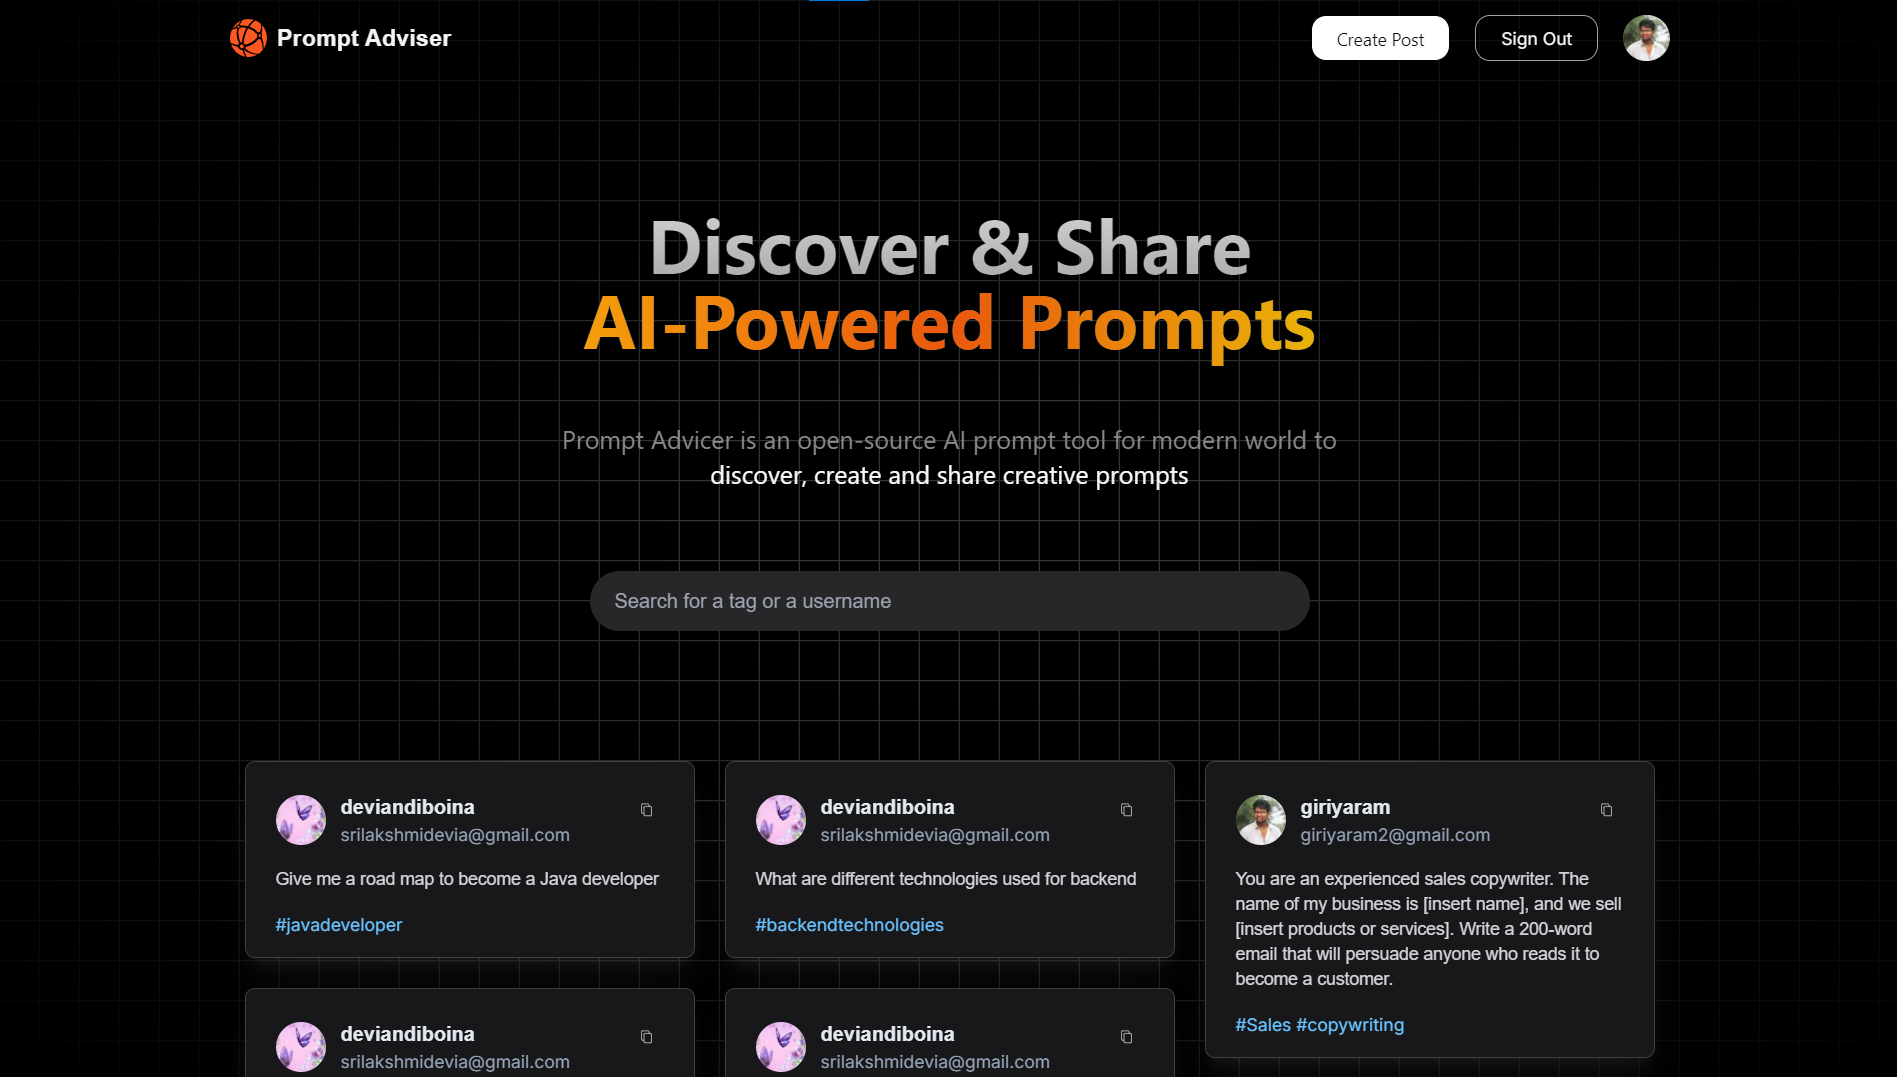 Prompt Adviser
Create Post
Sign Out
Discover & Share
AI-Powered Prompts
Prompt Advicer is an open-source AI prompt tool for modern world to
discover, create and share creative prompts
Search for a tag or a username
deviandiboina
srilakshmidevia@gmail.com
Give me a road map to become a Java developer
#javadeveloper
deviandiboina
srilakshmidevia@gmail.com
What are different technologies used for backend
#backendtechnologies
giriyaram
giriyaram2@gmail.com
You are an experienced sales copywriter. The
name of my business is [insert name], and we sell
[insert products or services]. Write a 200-word
email that will persuade anyone who reads it to
become a customer.
#Sales #copywriting
deviandiboina
srilakshmidevia@gmail.com
deviandiboina
srilakshmidevia@gmail.com